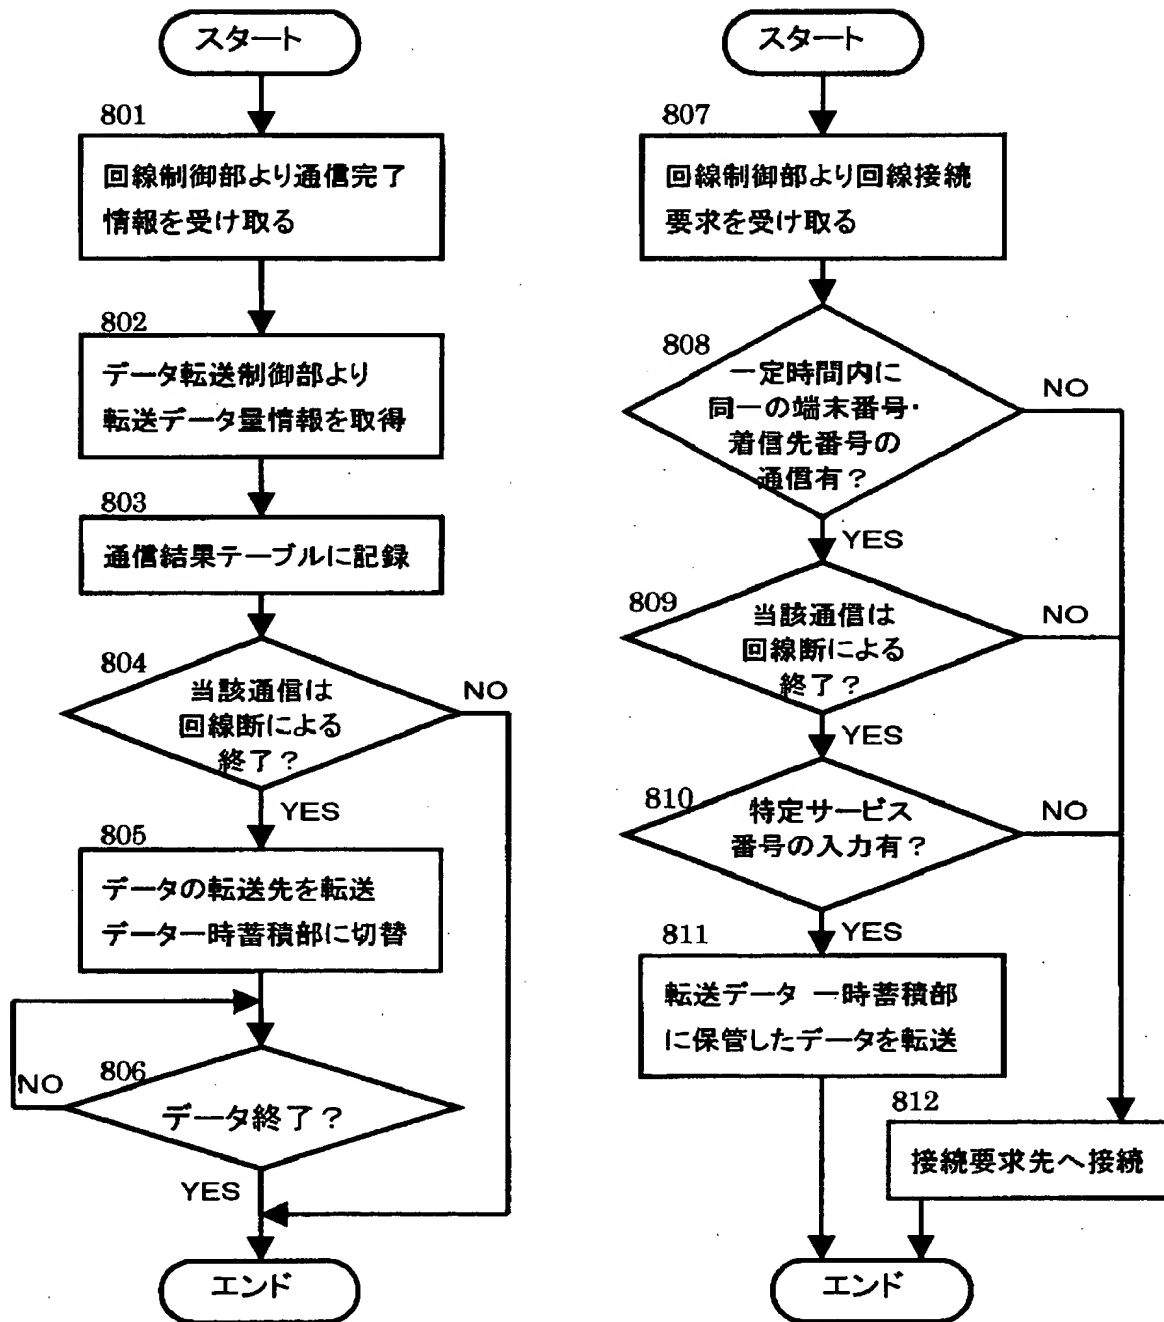 スタート
801
回線制御部より通信完了
情報を受け取る
802
データ転送制御部より
転送データ量情報を取得
803
通信結果テーブルに記録
804
当該通信は
回線断による
終了？
NO
YES
805
データの転送先を転送
データ一時蓄積部に切替
806
データ終了？
NO
YES
エンド
スタート
807
回線制御部より回線接続
要求を受け取る
808
一定時間内に
同一の端末番号・
着信先番号の
通信有？
NO
YES
809
当該通信は
回線断による
終了？
NO
YES
810
特定サービス
番号の入力有？
NO
YES
811
転送データ 一時蓄積部
に保管したデータを転送
812
接続要求先へ接続
エンド